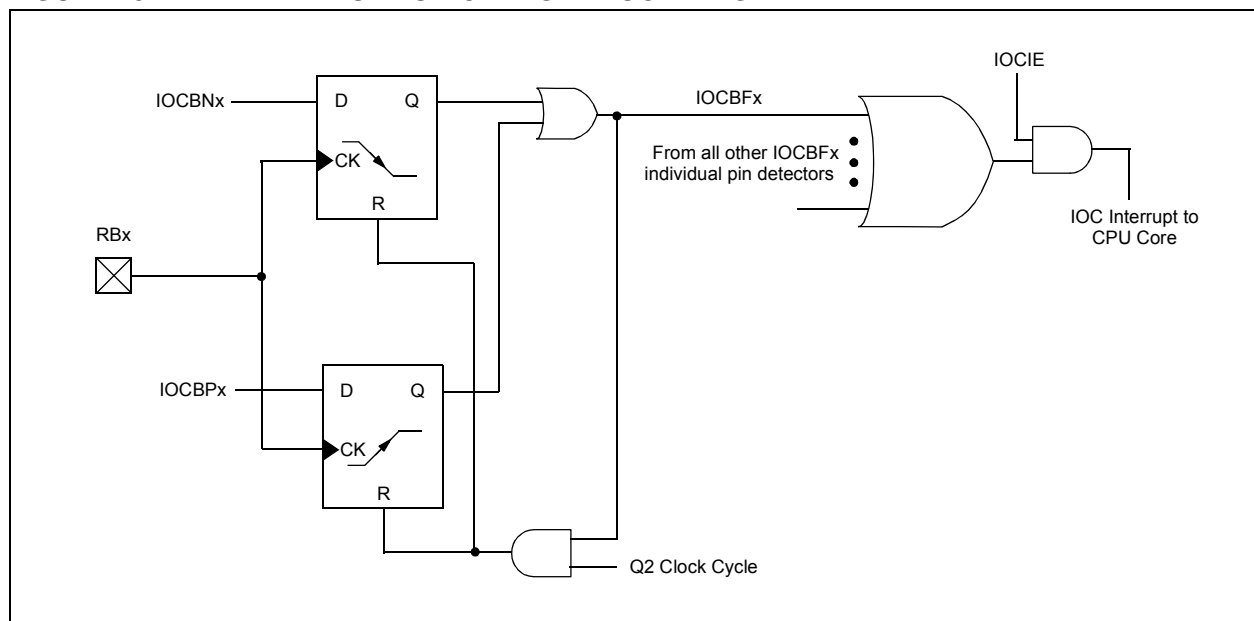 IOCIE
IOCBNx
D
Q
IOCBFx
CK
From all other IOCBFx
individual pin detectors
R
IOC Interrupt to
CPU Core
RBx
IOCBPx
D
Q
CK
R
Q2 Clock Cycle